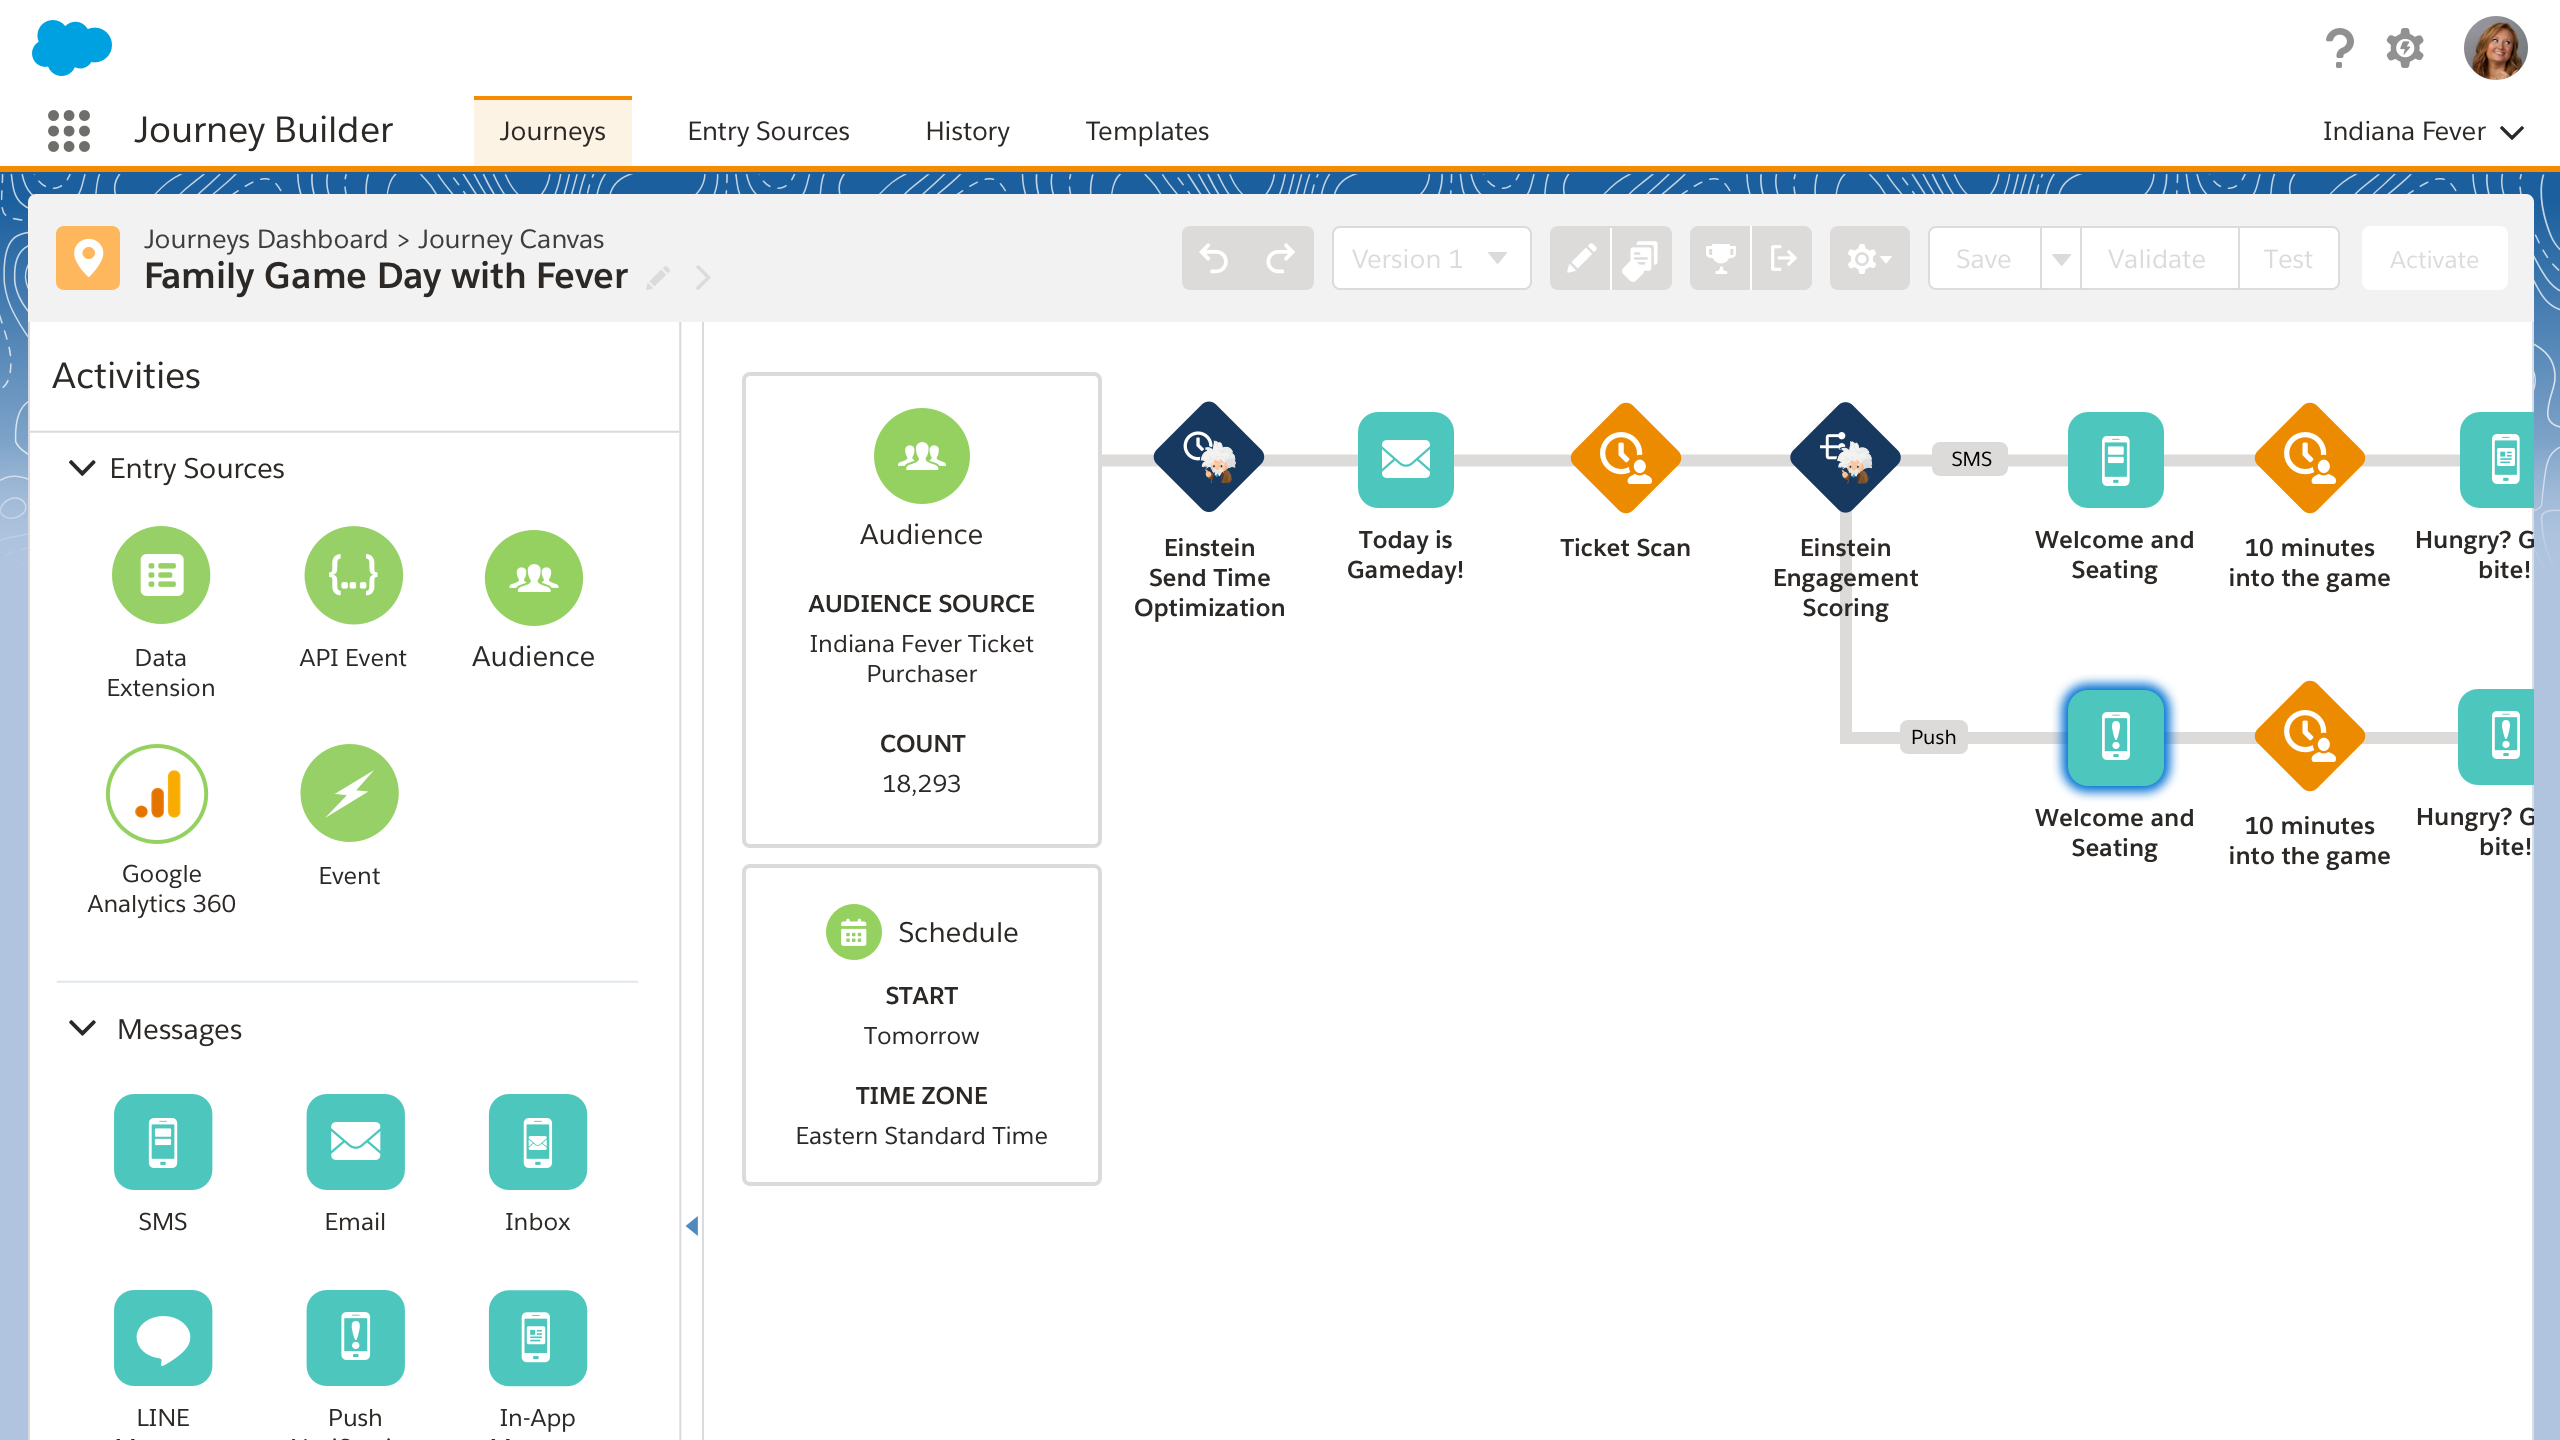 Journey Builder
Journeys
Entry Sources
History
Templates
Indiana Fever
Journeys Dashboard > Journey Canvas
Family Game Day with Fever
Version 1
Save
Validate
Test
Activate
Activities
Entry Sources
Data
Extension
API Event
Audience
Google
Analytics 360
Event
Messages
SMS
Email
Inbox
LINE
Push
In-App
Audience
AUDIENCE SOURCE
Indiana Fever Ticket
Purchaser
COUNT
18,293
Schedule
START
Tomorrow
TIME ZONE
Eastern Standard Time
Einstein
Send Time
Optimization
Today is
Gameday!
Ticket Scan
Einstein
Engagement
Scoring
SMS
Welcome and
Seating
10 minutes
into the game
Hungry? G
bite!
Push
Welcome and
Seating
10 minutes
into the game
Hungry? G
bite!